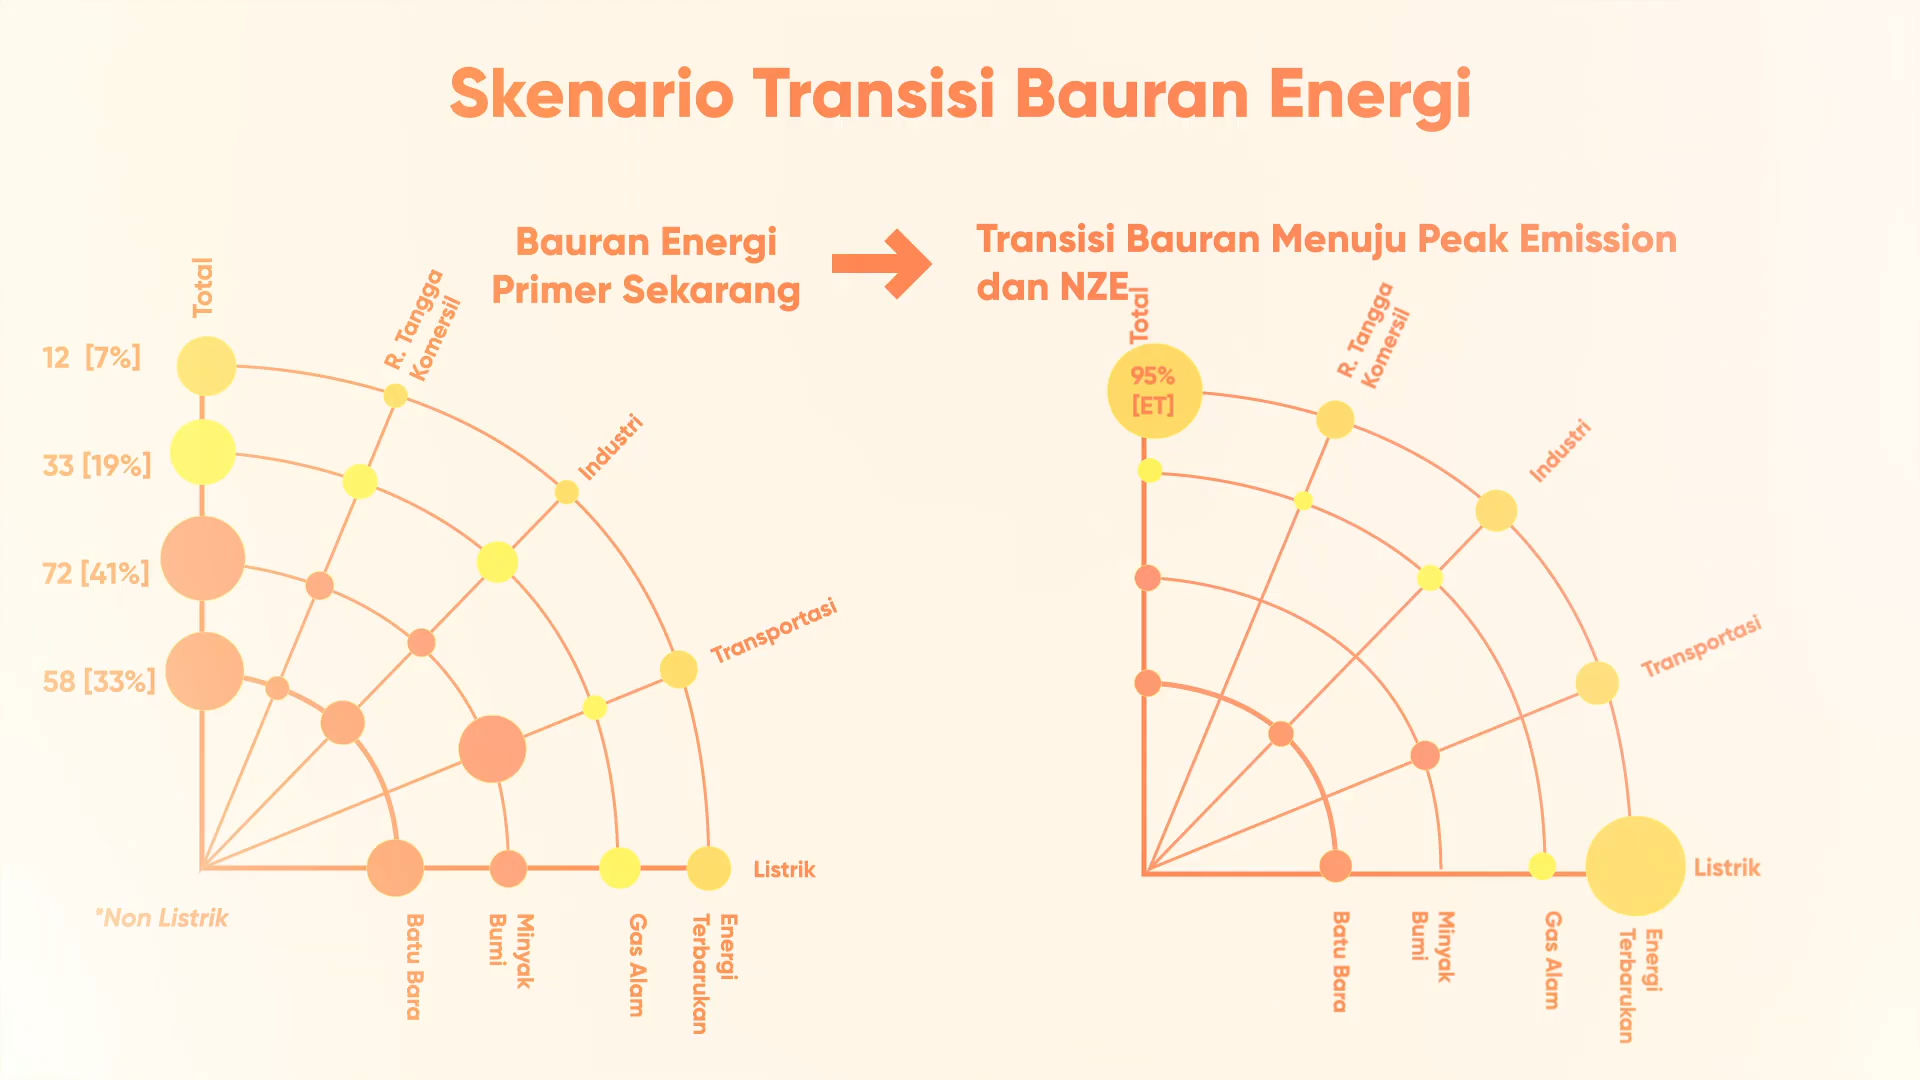 Skenario Transisi Bauran Energi
Bauran Energi
Primer Sekarang
Transisi Bauran Menuju Peak Emission
dan NZE
Total
R. Tangga
Komersil
Industri
Transportasi
Listrik
12 [7%]
33 [19%]
72 [41%]
58 [33%]
*Non Listrik
Batu Bara
Minyak
Bumi
Gas Alam
Energi
Terbarukan
Total
95%
[ET]
R. Tangga
Komersil
Industri
Transportasi
Listrik
Batu Bara
Minyak
Bumi
Gas Alam
Energi
Terbarukan